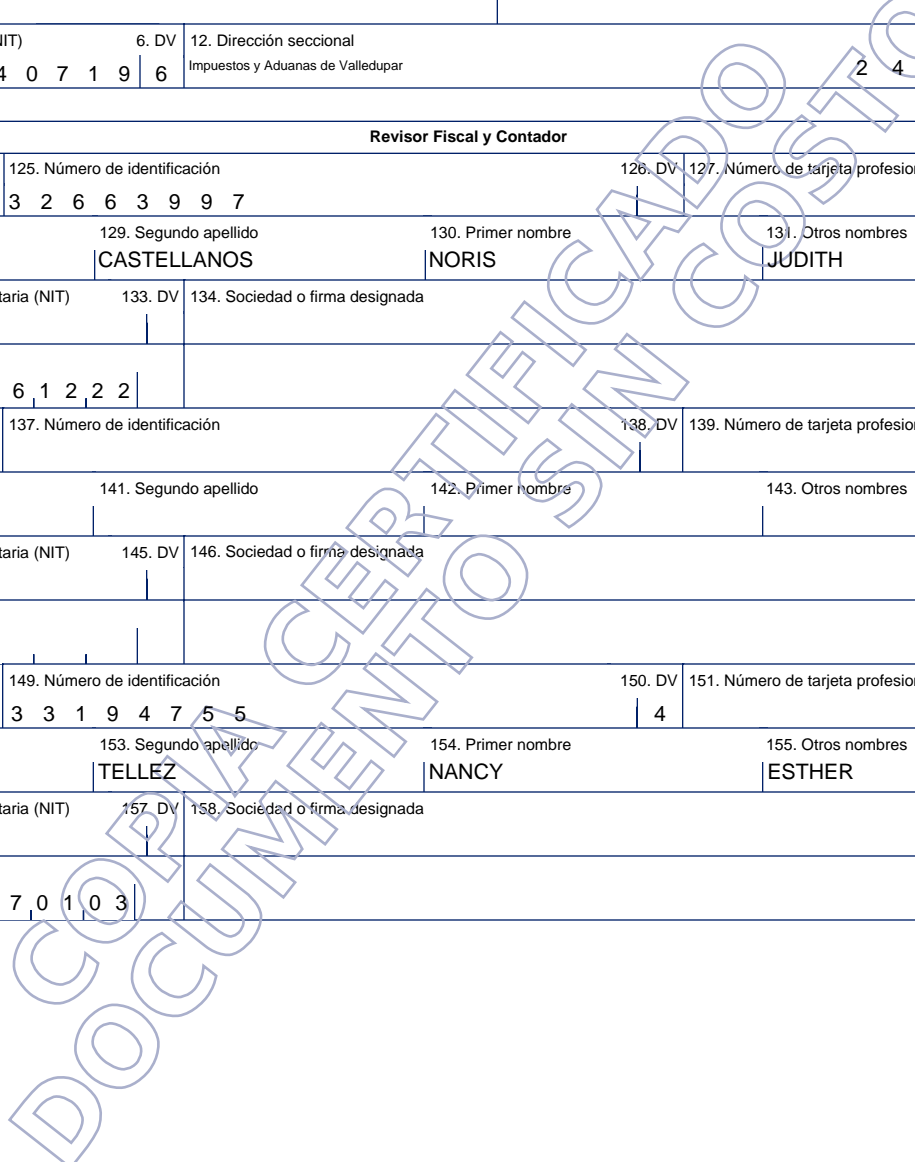 NIT) 6. DV 12. Dirección seccional
4 0 7 1 9 6 Impuestos y Aduanas de Valledupar 2 4
Revisor Fiscal y Contador
125. Número de identificación 126. DV 127. Número de tarjeta profesion
3 2 6 6 3 9 9 7
129. Segundo apellido 130. Primer nombre 131. Otros nombres
CASTELLANOS NORIS JUDITH
taria (NIT) 133. DV 134. Sociedad o firma designada
6 1 2 2 2
137. Número de identificación 138. DV 139. Número de tarjeta profesion
141. Segundo apellido 142. Primer nombre 143. Otros nombres
taria (NIT) 145. DV 146. Sociedad o firma designada
149. Número de identificación 150. DV 151. Número de tarjeta profesion
3 3 1 9 4 7 5 5 4
153. Segundo apellido 154. Primer nombre 155. Otros nombres
TELLEZ NANCY ESTHER
taria (NIT) 157. DV 158. Sociedad o firma designada
7 0 1 0 3
COPIA CERTIFICADO
DOCUMENTO SIN COSTO